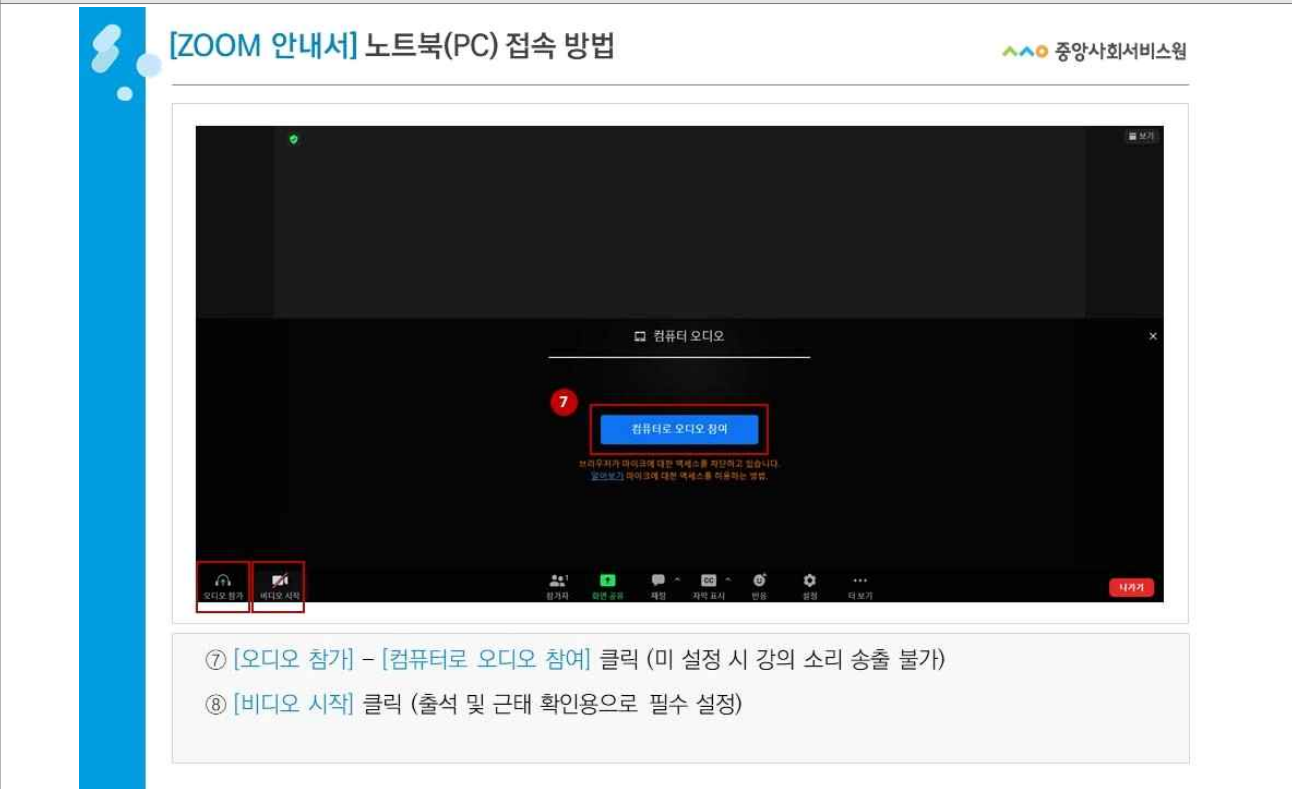 [ZOOM 안내서] 노트북(PC) 접속 방법
중앙사회서비스원
보기
컴퓨터 오디오
7
컴퓨터로 오디오 참여
브라우저가 마이크에 대한 액세스를 차단하고 있습니다.
알아보기 마이크에 대한 액세스를 허용하는 방법.
오디오 참가
비디오 시작
1
참가자
화면 공유
채팅
CC
자막 표시
반응
설정
더 보기
나가기
⑦ [오디오 참가] – [컴퓨터로 오디오 참여] 클릭 (미 설정 시 강의 소리 송출 불가)
⑧ [비디오 시작] 클릭 (출석 및 근태 확인용으로 필수 설정)